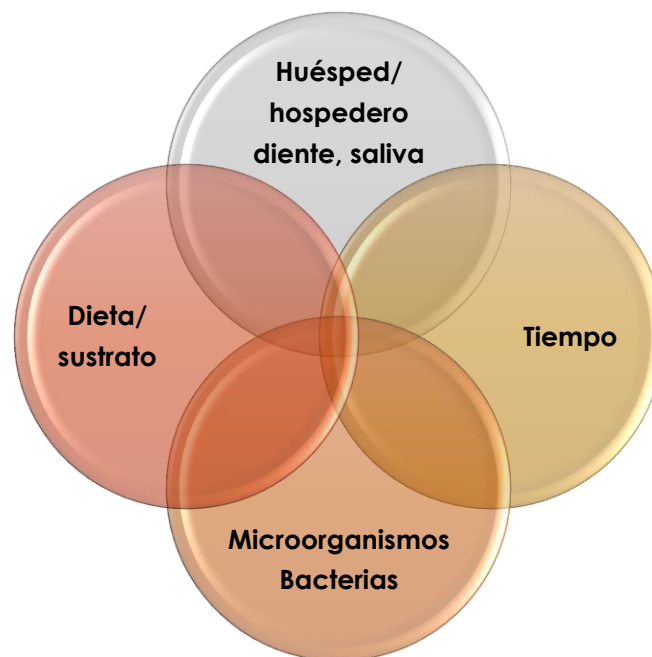 Huésped/
hospedero
diente, saliva
Dieta/
sustrato
Tiempo
Microorganismos
Bacterias